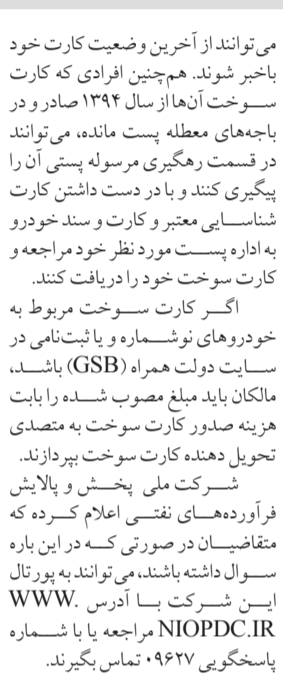 می‌توانند از آخرین وضعیت کارت خود
باخبر شوند. هم‌چنین افرادی که کارت
سوخت آن‌ها از سال ۱۳۹۴ صادر و در
باجه‌های معطله پست مانده، می‌توانند
در قسمت رهگیری مرسوله پستی آن را
پیگیری کنند و با در دست داشتن کارت
شناسایی معتبر و کارت و سند خودرو
به اداره پست مورد نظر خود مراجعه و
کارت سوخت خود را دریافت کنند.
اگر کارت سوخت مربوط به
خودروهای نوشماره و یا ثبت‌نامی در
سایت دولت همراه (GSB) باشد،
مالکان باید مبلغ مصوب شده را بابت
هزینه صدور کارت سوخت به متصدی
تحویل دهنده کارت سوخت بپردازند.
شرکت ملی پخش و پالایش
فرآورده‌های نفتی اعلام کرده که
متقاضیان در صورتی که در این باره
سوال داشته باشند، می‌توانند به پورتال
این شرکت با آدرس WWW.
NIOPDC.IR مراجعه یا با شماره
پاسخگویی ۰۹۶۲۷ تماس بگیرند.